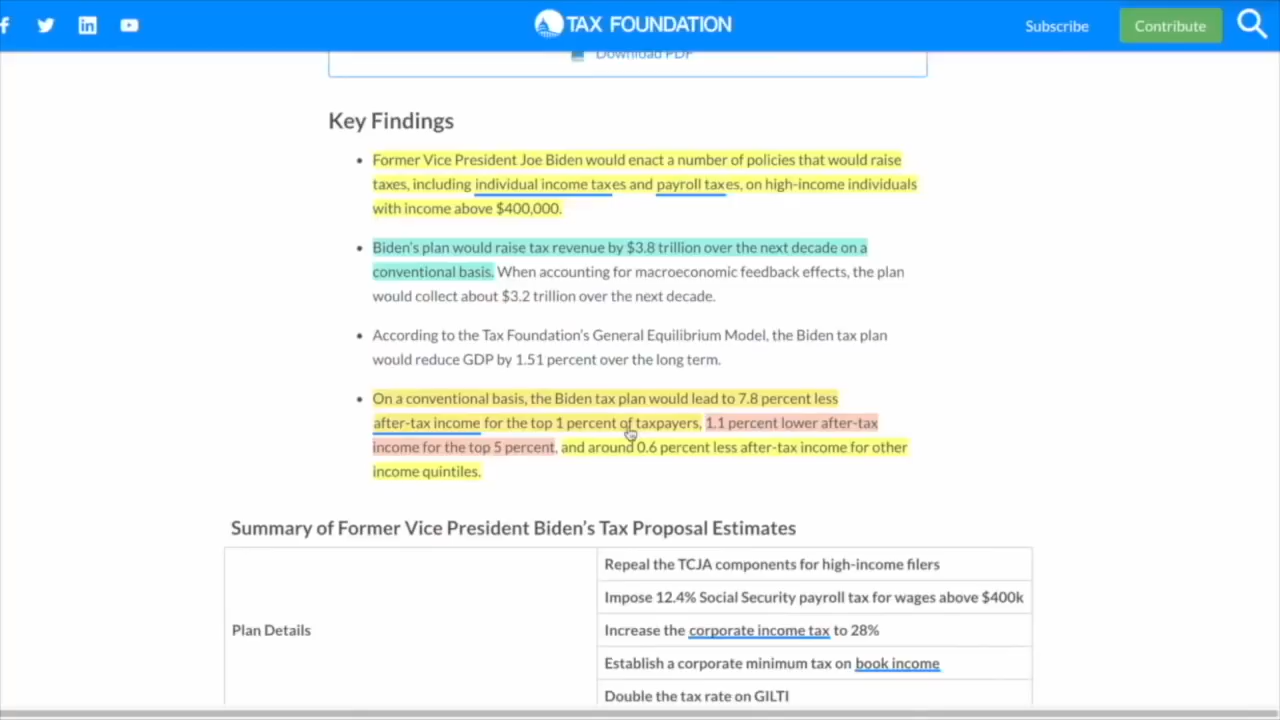 TAX FOUNDATION
Subscribe
Contribute
Download PDF
Key Findings
• Former Vice President Joe Biden would enact a number of policies that would raise
taxes, including individual income taxes and payroll taxes, on high-income individuals
with income above $400,000.
• Biden's plan would raise tax revenue by $3.8 trillion over the next decade on a
conventional basis. When accounting for macroeconomic feedback effects, the plan
would collect about $3.2 trillion over the next decade.
• According to the Tax Foundation's General Equilibrium Model, the Biden tax plan
would reduce GDP by 1.51 percent over the long term.
• On a conventional basis, the Biden tax plan would lead to 7.8 percent less
after-tax income for the top 1 percent of taxpayers, 1.1 percent lower after-tax
income for the top 5 percent, and around 0.6 percent less after-tax income for other
income quintiles.
Summary of Former Vice President Biden's Tax Proposal Estimates
Repeal the TCJA components for high-income filers
Impose 12.4% Social Security payroll tax for wages above $400k
Plan Details
Increase the corporate income tax to 28%
Establish a corporate minimum tax on book income
Double the tax rate on GILTI